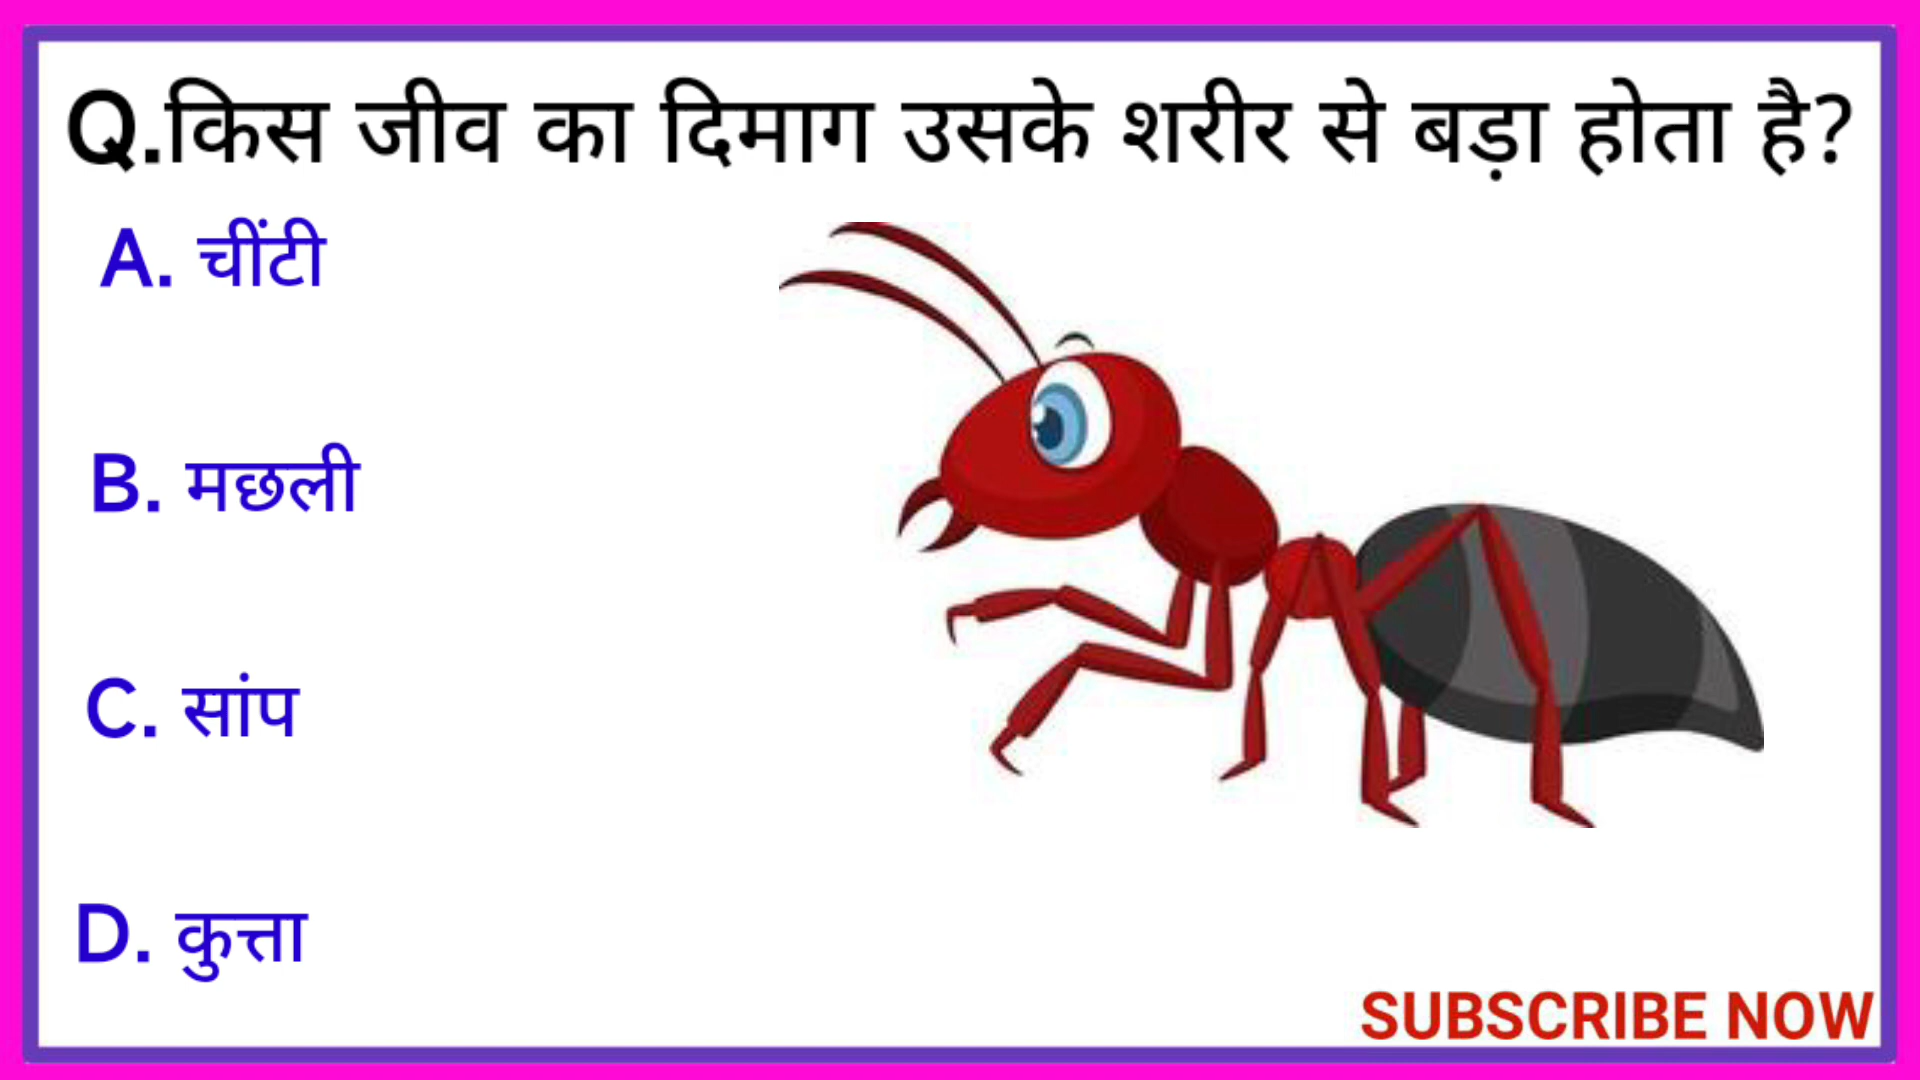 Q.किस जीव का दिमाग उसके शरीर से बड़ा होता है?
A. चींटी
B. मछली
C. सांप
D. कुत्ता
SUBSCRIBE NOW